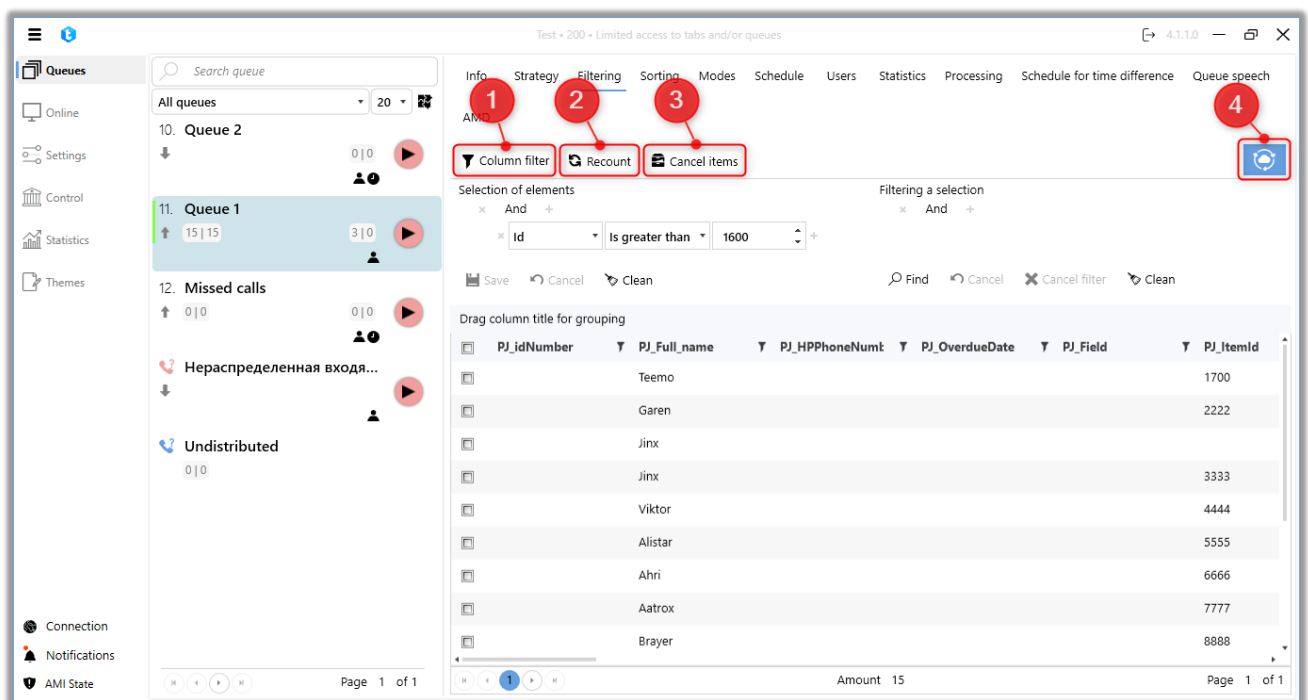 Test • 200 • Limited access to tabs and/or queues
4.1.1.0
Queues
Online
Settings
Control
Statistics
Themes
Connection
Notifications
AMI State
Search queue
All queues
20
10. Queue 2
0 | 0
11. Queue 1
15 | 15
3 | 0
12. Missed calls
0 | 0
0 | 0
Нераспределенная входя...
Undistributed
0 | 0
Page 1 of 1
Info Strategy Filtering Sorting Modes Schedule Users Statistics Processing Schedule for time difference Queue speech
AMD
1
2
3
4
Column filter Recount Cancel items
Selection of elements
And
Id Is greater than 1600
Save Cancel Clean
Filtering a selection
And
Find Cancel Cancel filter Clean
Drag column title for grouping
PJ_idNumber PJ_Full_name PJ_HPPhoneNumb PJ_OverdueDate PJ_Field PJ_ItemId
Teemo 1700
Garen 2222
Jinx
Jinx 3333
Viktor 4444
Alistar 5555
Ahri 6666
Aatrox 7777
Brayer 8888
1
Amount 15
Page 1 of 1